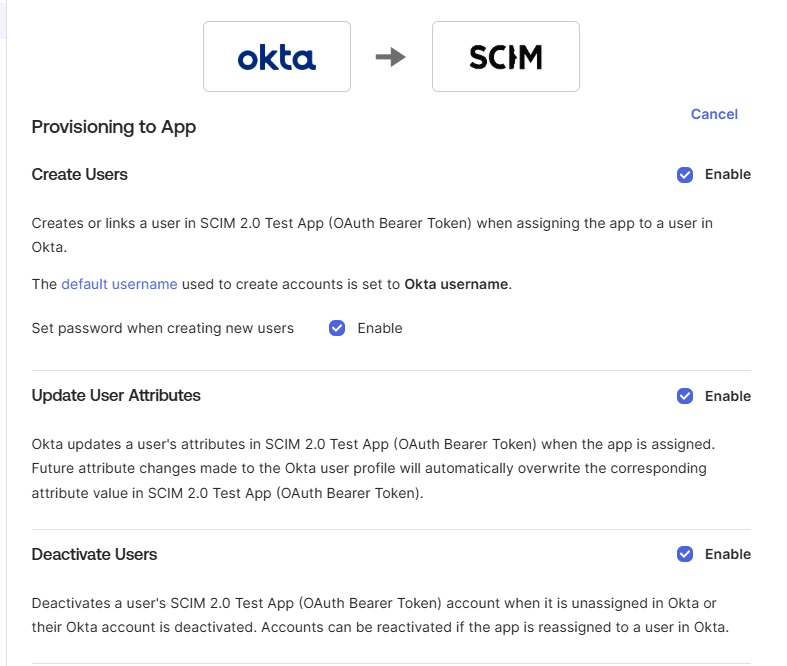 okta
SCIM
Cancel
Provisioning to App
Create Users
Enable
Creates or links a user in SCIM 2.0 Test App (OAuth Bearer Token) when assigning the app to a user in
Okta.
The default username used to create accounts is set to Okta username.
Set password when creating new users
Enable
Update User Attributes
Enable
Okta updates a user's attributes in SCIM 2.0 Test App (OAuth Bearer Token) when the app is assigned.
Future attribute changes made to the Okta user profile will automatically overwrite the corresponding
attribute value in SCIM 2.0 Test App (OAuth Bearer Token).
Deactivate Users
Enable
Deactivates a user's SCIM 2.0 Test App (OAuth Bearer Token) account when it is unassigned in Okta or
their Okta account is deactivated. Accounts can be reactivated if the app is reassigned to a user in Okta.